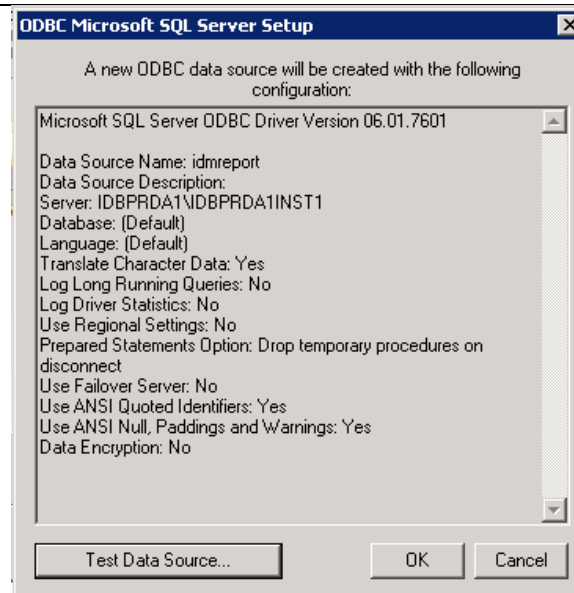 ODBC Microsoft SQL Server Setup
A new ODBC data source will be created with the following
configuration:
Microsoft SQL Server ODBC Driver Version 06.01.7601
Data Source Name: idmreport
Data Source Description:
Server: IDBPRDA1\IDBPRDA1INST1
Database: (Default)
Language: (Default)
Translate Character Data: Yes
Log Long Running Queries: No
Log Driver Statistics: No
Use Regional Settings: No
Prepared Statements Option: Drop temporary procedures on
disconnect
Use Failover Server: No
Use ANSI Quoted Identifiers: Yes
Use ANSI Null, Paddings and Warnings: Yes
Data Encryption: No
Test Data Source...
OK
Cancel